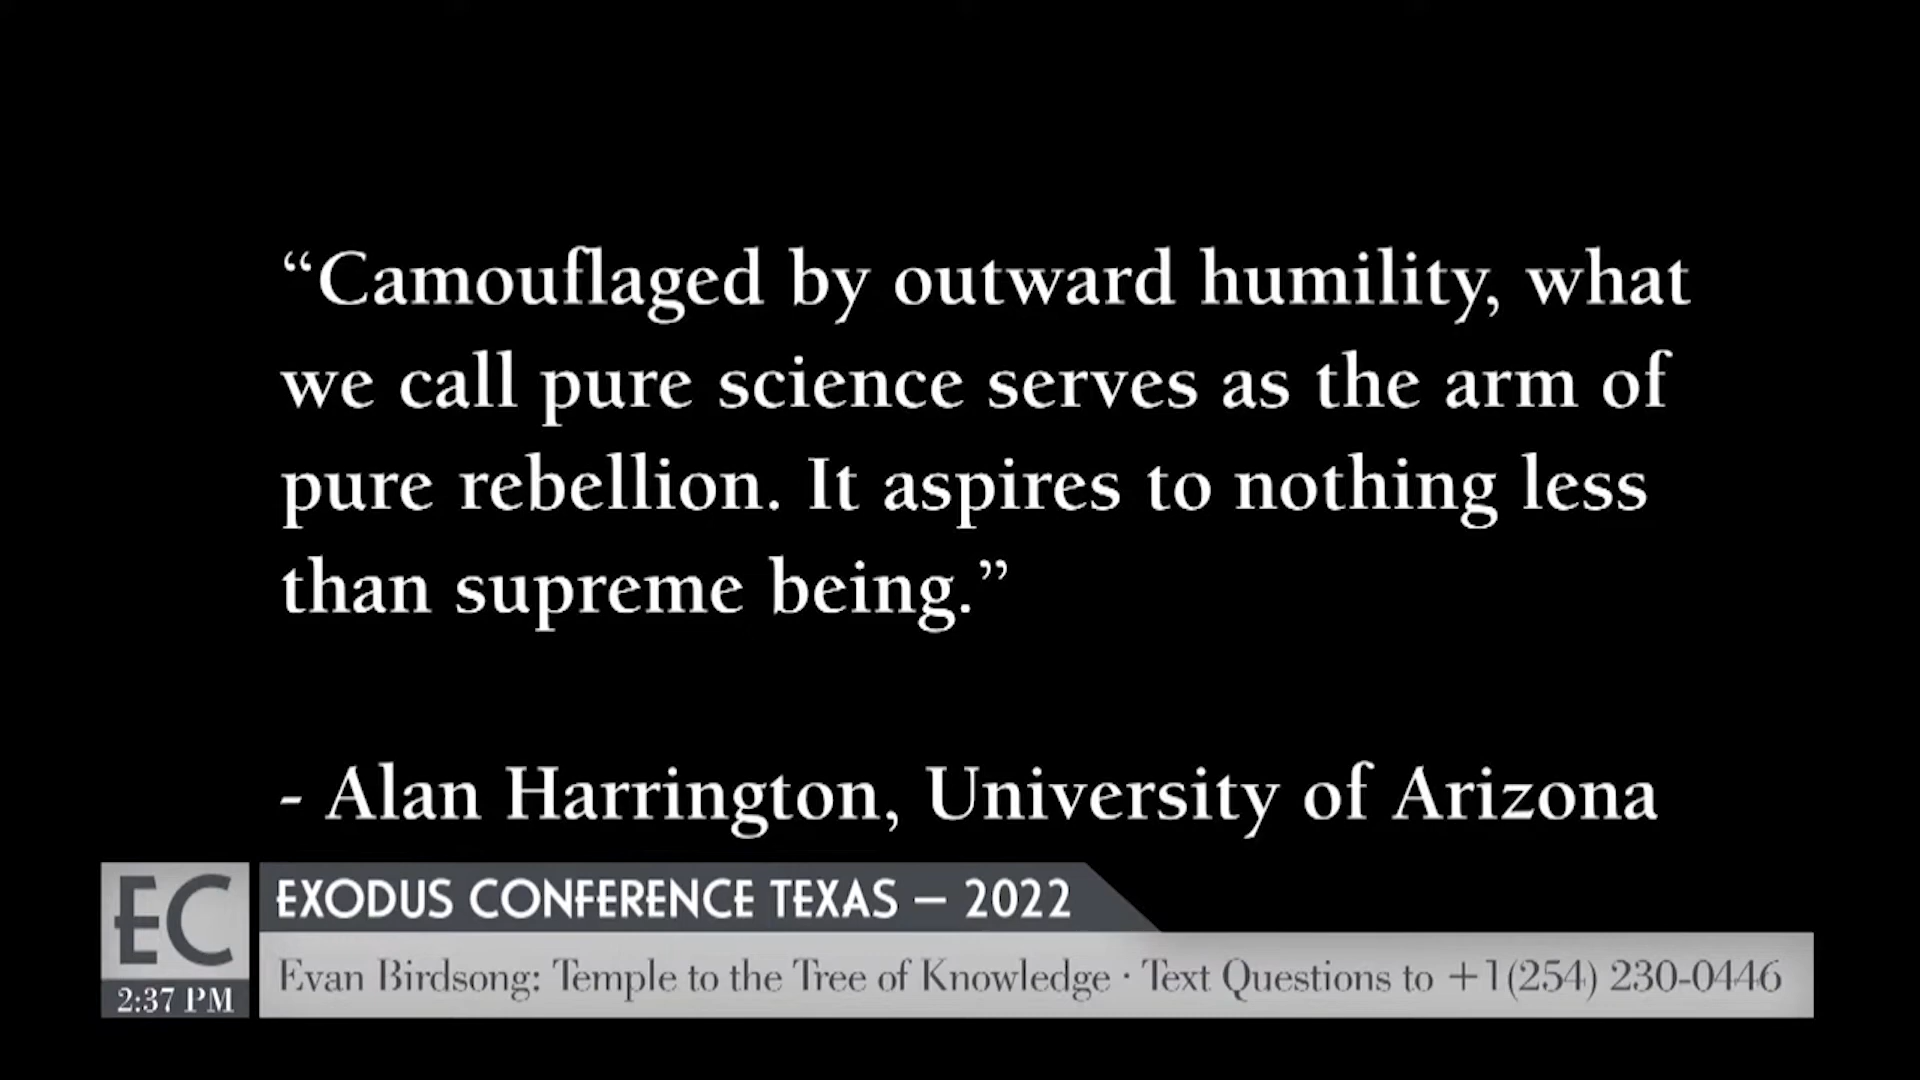 “Camouflaged by outward humility, what
we call pure science serves as the arm of
pure rebellion. It aspires to nothing less
than supreme being.”
- Alan Harrington, University of Arizona
EC
EXODUS CONFERENCE TEXAS – 2022
Evan Birdsong: Temple to the Tree of Knowledge · Text Questions to +1(254) 230-0446
2:37 PM